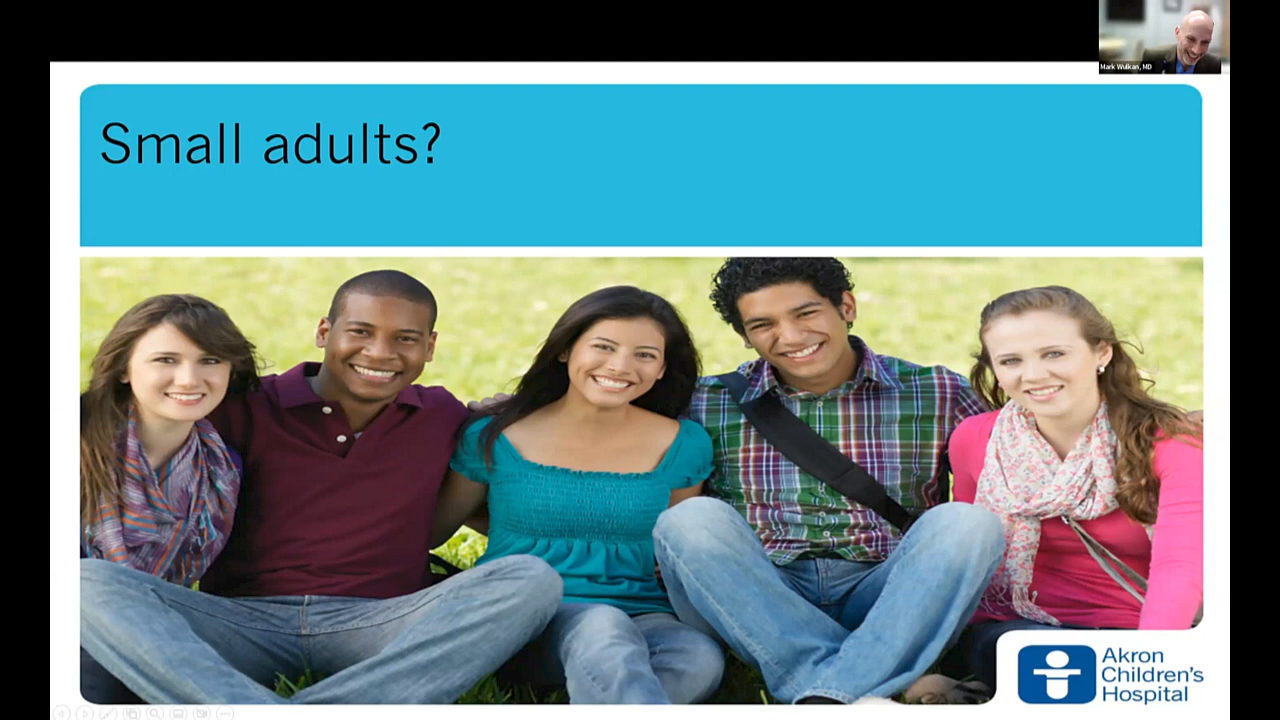 Mark Wulkan, MD
Small adults?
Akron
Children's
Hospital